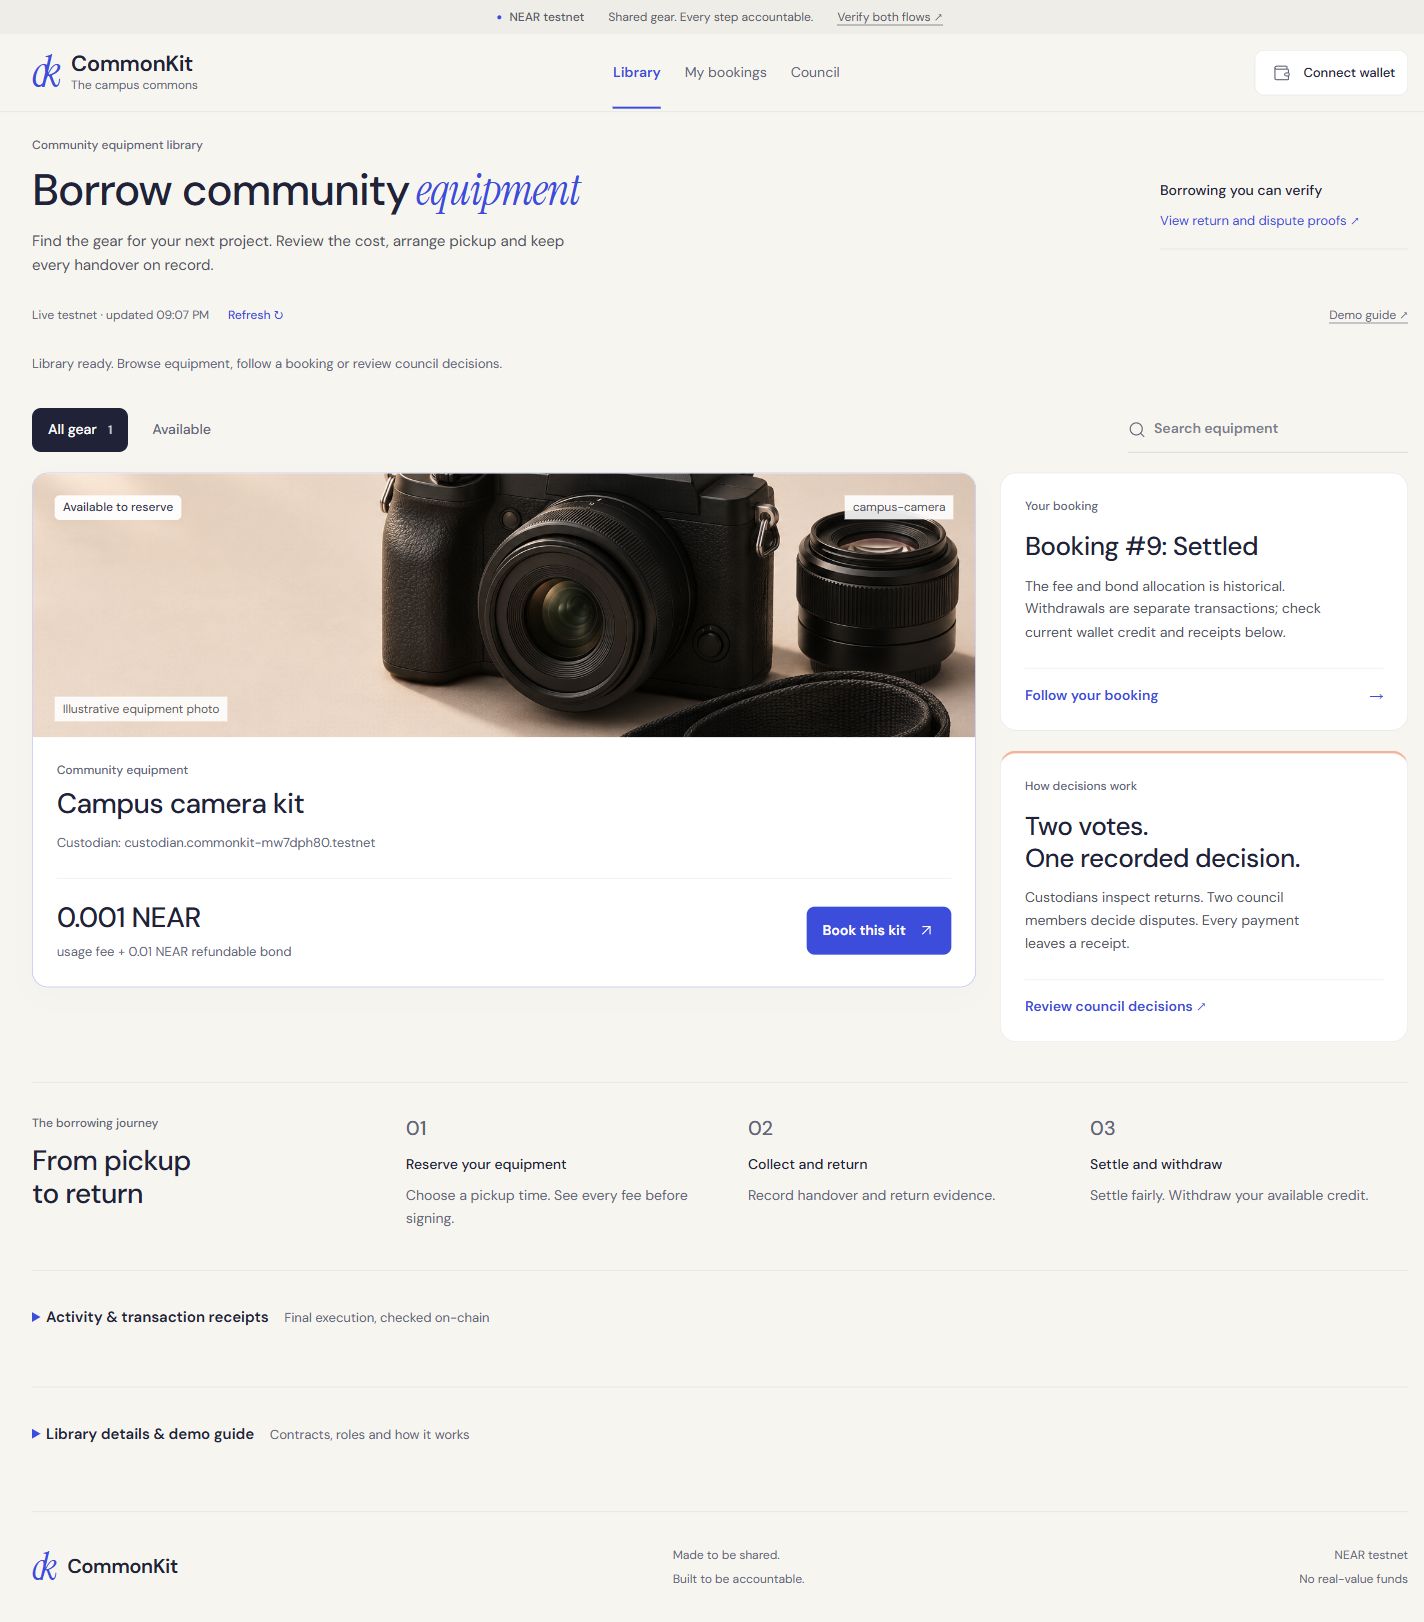 NEAR testnet
Shared gear. Every step accountable.
Verify both flows ↗
dk
CommonKit
The campus commons
Library
My bookings
Council
Connect wallet
Community equipment library
Borrow community equipment
Find the gear for your next project. Review the cost, arrange pickup and keep
every handover on record.
Borrowing you can verify
View return and dispute proofs ↗
Live testnet · updated 09:07 PM
Refresh ↻
Demo guide ↗
Library ready. Browse equipment, follow a booking or review council decisions.
All gear 1
Available
Search equipment
Available to reserve
campus-camera
Illustrative equipment photo
Community equipment
Campus camera kit
Custodian: custodian.commonkit-mw7dph80.testnet
0.001 NEAR
usage fee + 0.01 NEAR refundable bond
Book this kit ↗
Your booking
Booking #9: Settled
The fee and bond allocation is historical.
Withdrawals are separate transactions; check
current wallet credit and receipts below.
Follow your booking →
How decisions work
Two votes.
One recorded decision.
Custodians inspect returns. Two council
members decide disputes. Every payment
leaves a receipt.
Review council decisions ↗
The borrowing journey
From pickup
to return
01
Reserve your equipment
Choose a pickup time. See every fee before
signing.
02
Collect and return
Record handover and return evidence.
03
Settle and withdraw
Settle fairly. Withdraw your available credit.
Activity & transaction receipts
Final execution, checked on-chain
Library details & demo guide
Contracts, roles and how it works
dk
CommonKit
Made to be shared.
Built to be accountable.
NEAR testnet
No real-value funds